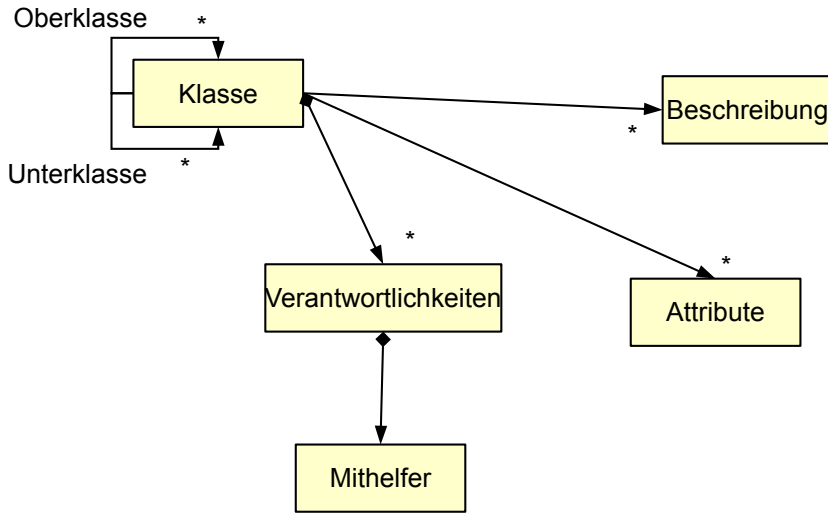 Oberklasse
*
Klasse
Beschreibung
*
*
Unterklasse
*
*
Verantwortlichkeiten
Attribute
Mithelfer